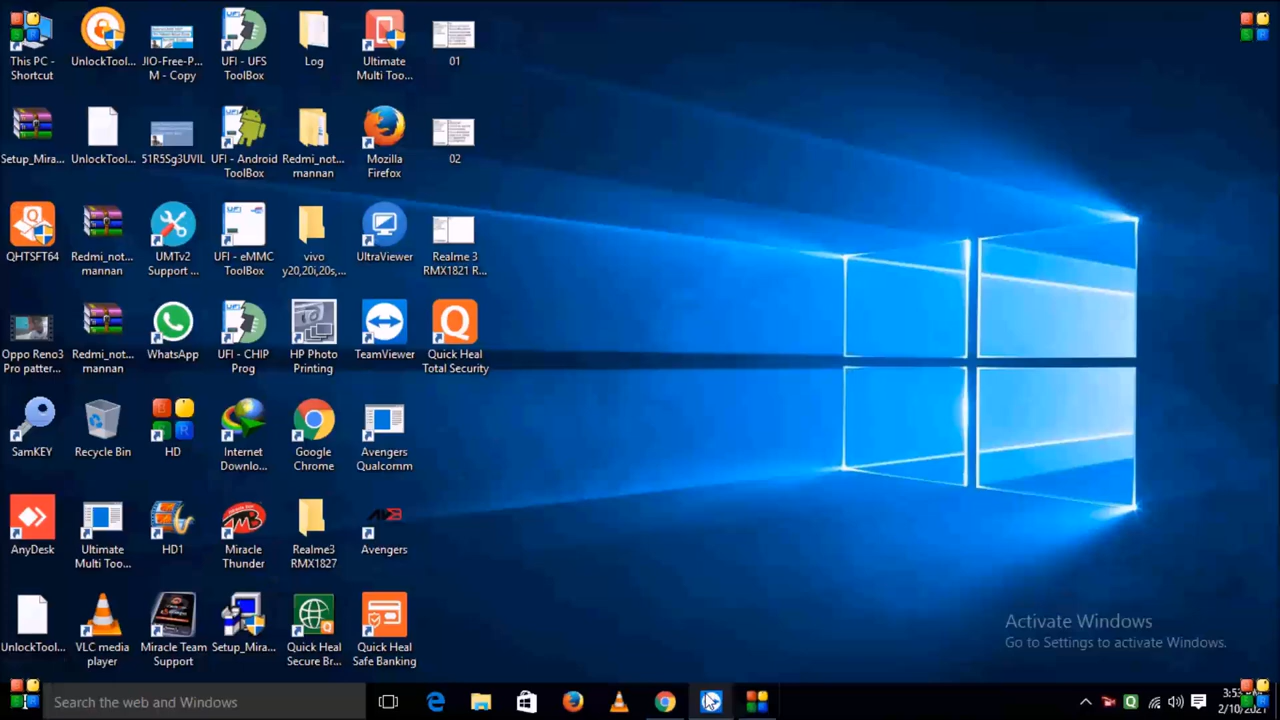 This PC -
Shortcut
UnlockTool...
JIO-Free-P...
M - Copy
UFI - UFS
ToolBox
Log
Ultimate
Multi Too...
01
Setup_Mira...
UnlockTool...
51R5Sg3UVIL
UFI - Android
ToolBox
Redmi_not...
mannan
Mozilla
Firefox
02
QHTSFT64
Redmi_not...
mannan
UMTv2
Support ...
UFI - eMMC
ToolBox
vivo
y20,20i,20s,...
UltraViewer
Realme 3
RMX1821 R...
Oppo Reno3
Pro patter...
Redmi_not...
mannan
WhatsApp
UFI - CHIP
Prog
HP Photo
Printing
TeamViewer
Quick Heal
Total Security
SamKEY
Recycle Bin
HD
Internet
Downlo...
Google
Chrome
Avengers
Qualcomm
AnyDesk
Ultimate
Multi Too...
HD1
Miracle
Thunder
Realme3
RMX1827
Avengers
UnlockTool...
VLC media
player
Miracle Team
Support
Setup_Mira...
Quick Heal
Secure Br...
Quick Heal
Safe Banking
Activate Windows
Go to Settings to activate Windows.
Search the web and Windows